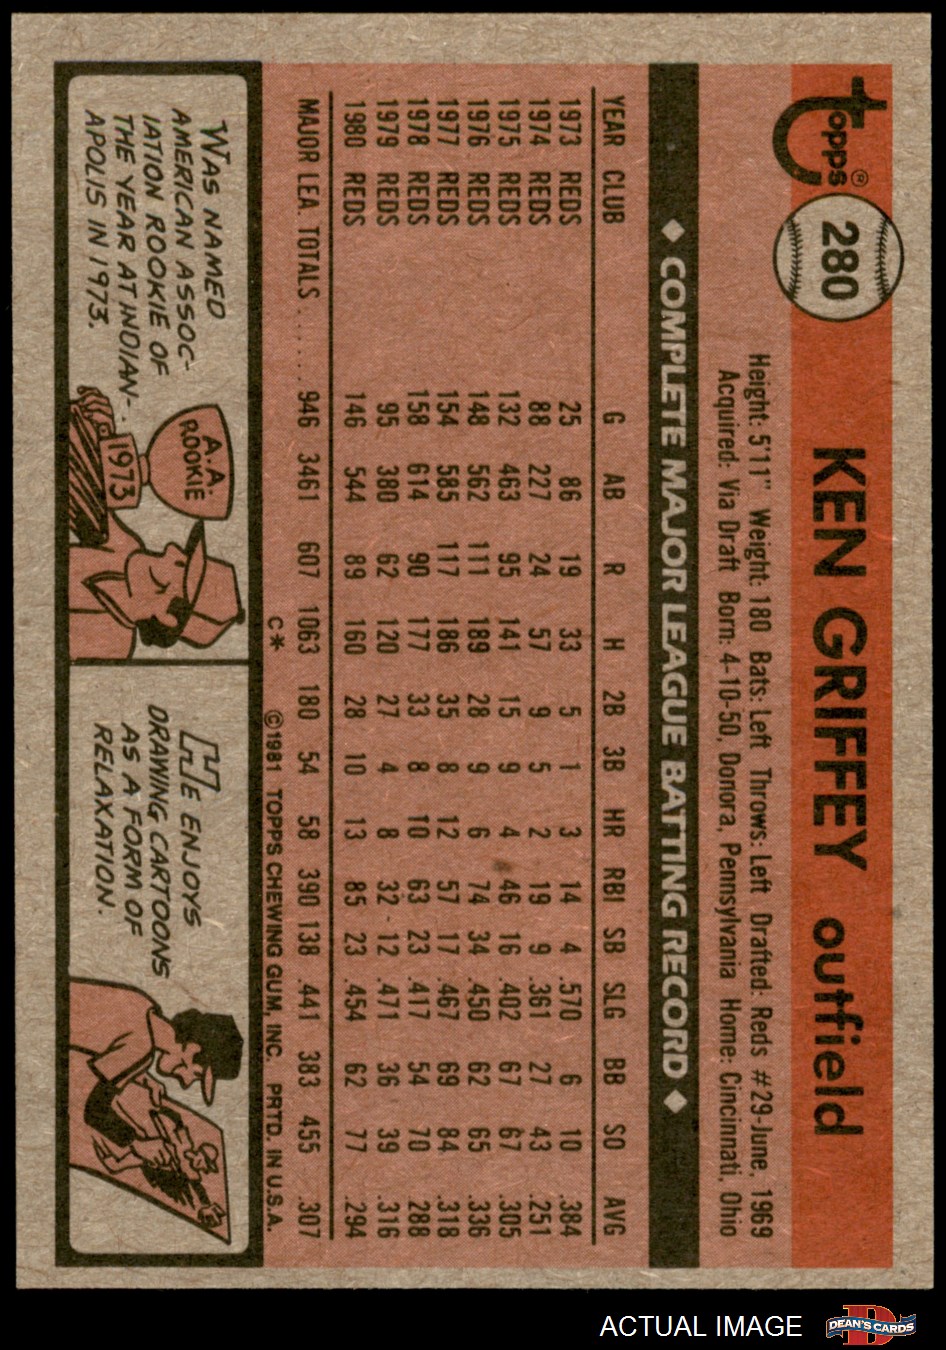 Topps®
280
KEN GRIFFEY outfield
Height: 5'11" Weight: 180 Bats: Left Throws: Left Drafted: Reds #29-June, 1969
Acquired: Via Draft Born: 4-10-50, Donora, Pennsylvania Home: Cincinnati, Ohio
◆ COMPLETE MAJOR LEAGUE BATTING RECORD ◆
YEAR CLUB G AB R H 2B 3B HR RBI SB SLG BB SO AVG
1973 REDS 25 86 19 33 5 1 3 14 4 .570 6 10 .384
1974 REDS 88 227 24 57 9 5 2 19 9 .361 27 43 .251
1975 REDS 132 463 95 141 15 9 4 46 16 .402 67 67 .305
1976 REDS 148 562 111 189 28 9 6 74 34 .450 62 65 .336
1977 REDS 154 585 117 186 35 8 12 57 17 .467 69 84 .318
1978 REDS 158 614 90 177 33 8 10 63 23 .417 54 70 .288
1979 REDS 95 380 62 120 27 4 8 32 12 .471 36 39 .316
1980 REDS 146 544 89 160 28 10 13 85 23 .454 62 77 .294
MAJOR LEA. TOTALS...... 946 3461 607 1063 180 54 58 390 138 .441 383 455 .307
C* ©1981 TOPPS CHEWING GUM, INC. PRTD. IN U.S.A.
WAS NAMED
AMERICAN ASSOC-
IATION ROOKIE OF
THE YEAR AT INDIAN-
APOLIS IN 1973.
A.A.
ROOKIE
1973
HE ENJOYS
DRAWING CARTOONS
AS A FORM OF
RELAXATION.
ACTUAL IMAGE
DEAN'S CARDS